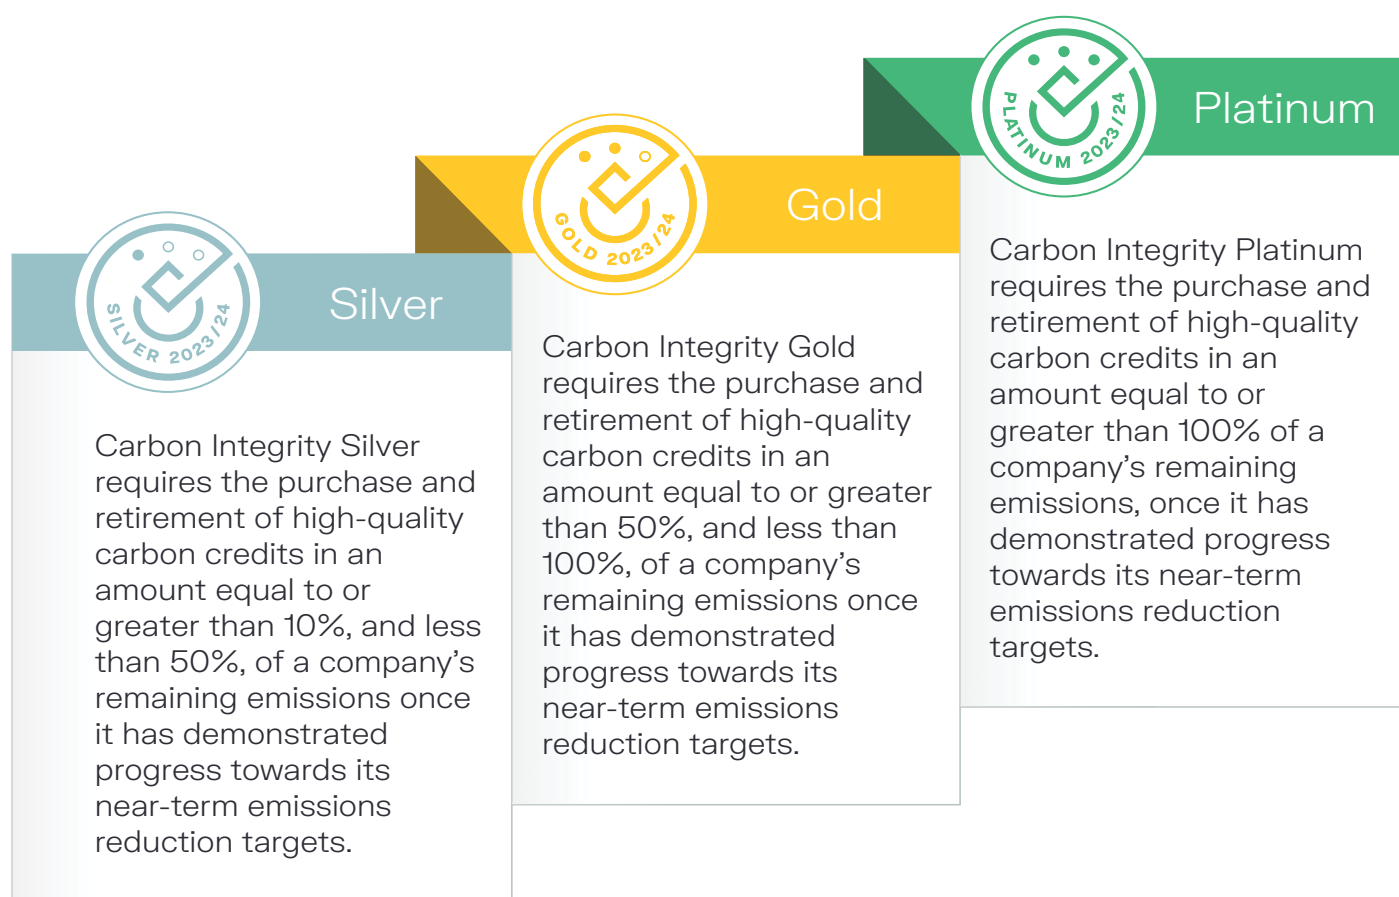 SILVER 2023/24
Silver
Carbon Integrity Silver
requires the purchase and
retirement of high-quality
carbon credits in an
amount equal to or
greater than 10%, and less
than 50%, of a company's
remaining emissions once
it has demonstrated
progress towards its
near-term emissions
reduction targets.
GOLD 2023/24
Gold
Carbon Integrity Gold
requires the purchase and
retirement of high-quality
carbon credits in an
amount equal to or greater
than 50%, and less than
100%, of a company's
remaining emissions once
it has demonstrated
progress towards its
near-term emissions
reduction targets.
PLATINUM 2023/24
Platinum
Carbon Integrity Platinum
requires the purchase and
retirement of high-quality
carbon credits in an
amount equal to or
greater than 100% of a
company's remaining
emissions, once it has
demonstrated progress
towards its near-term
emissions reduction
targets.